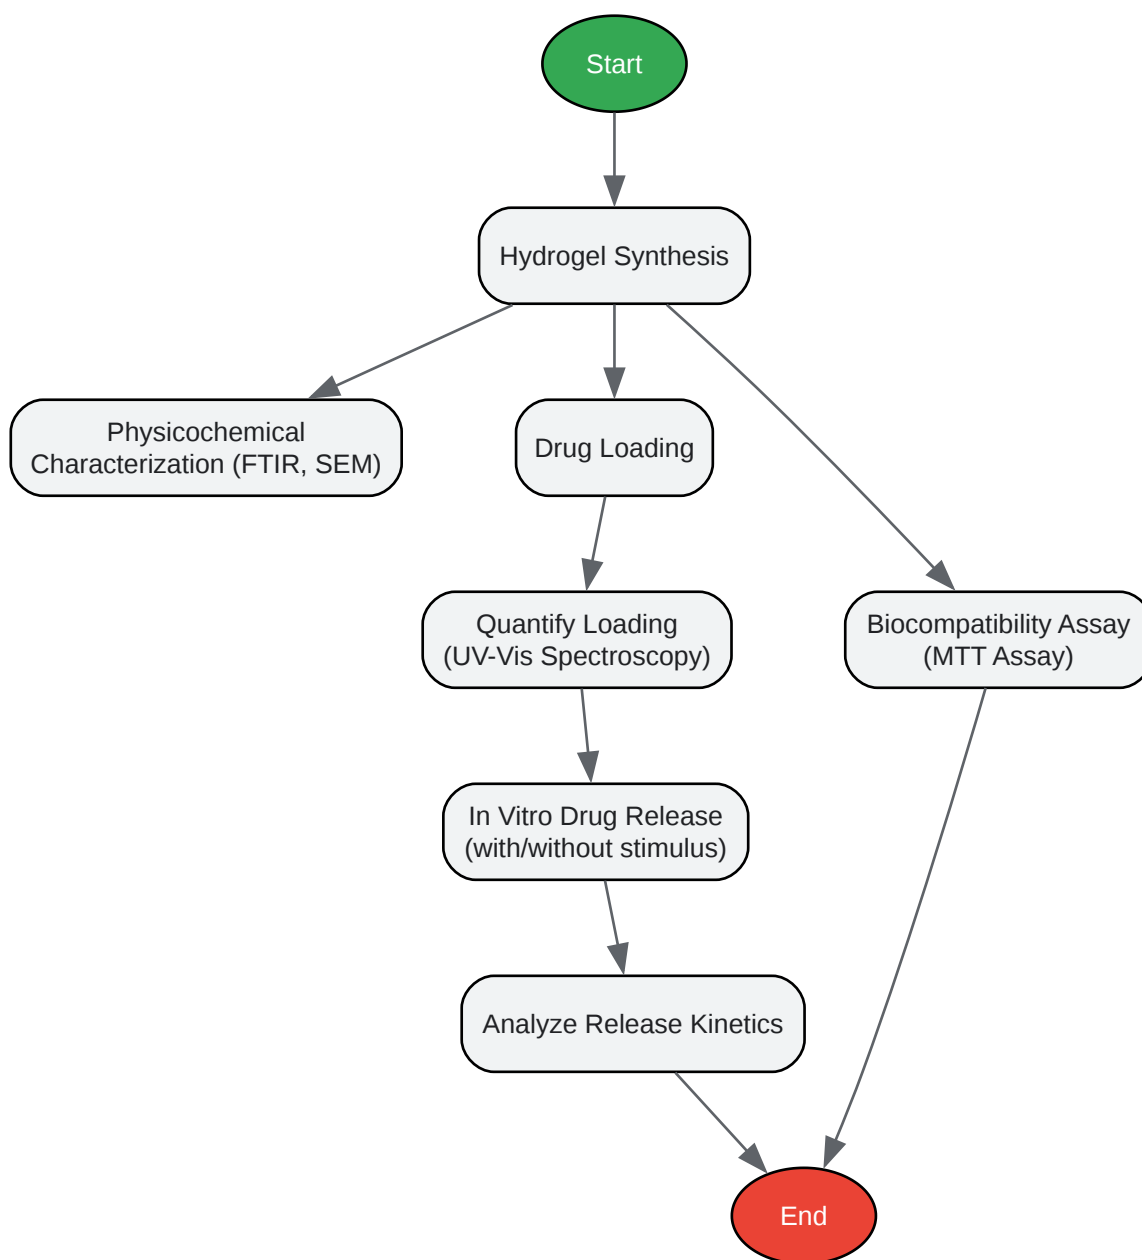 Start
Hydrogel Synthesis
Physicochemical
Characterization (FTIR, SEM)
Drug Loading
Quantify Loading
(UV-Vis Spectroscopy)
Biocompatibility Assay
(MTT Assay)
In Vitro Drug Release
(with/without stimulus)
Analyze Release Kinetics
End